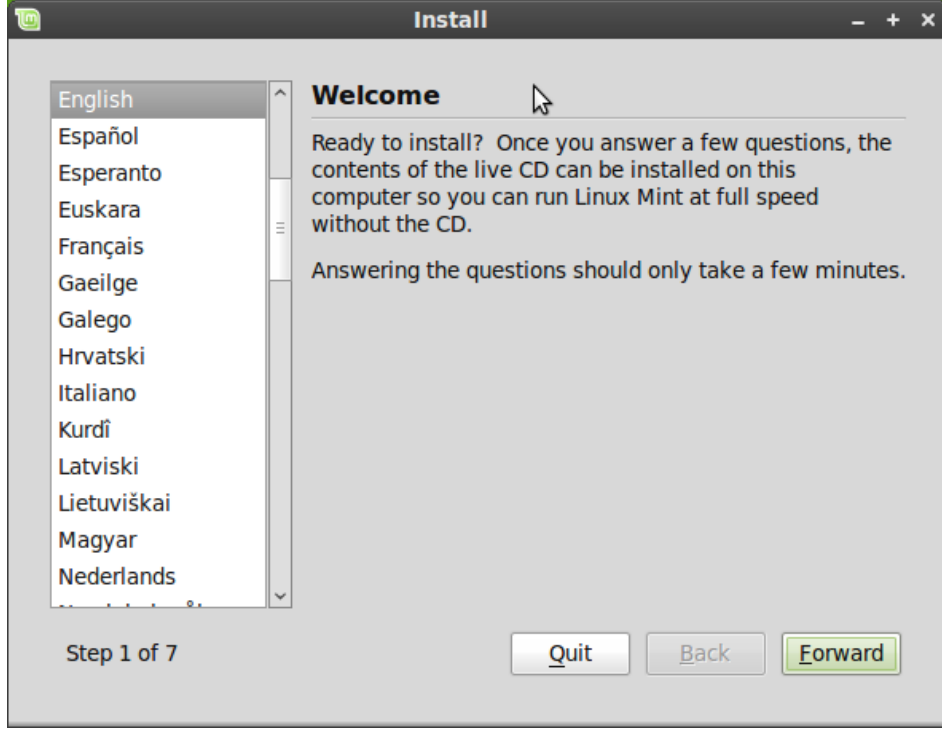 Install
English
Español
Esperanto
Euskara
Français
Gaeilge
Galego
Hrvatski
Italiano
Kurdî
Latviski
Lietuviškai
Magyar
Nederlands
Welcome
Ready to install?  Once you answer a few questions, the
contents of the live CD can be installed on this
computer so you can run Linux Mint at full speed
without the CD.
Answering the questions should only take a few minutes.
Step 1 of 7
Quit
Back
Forward